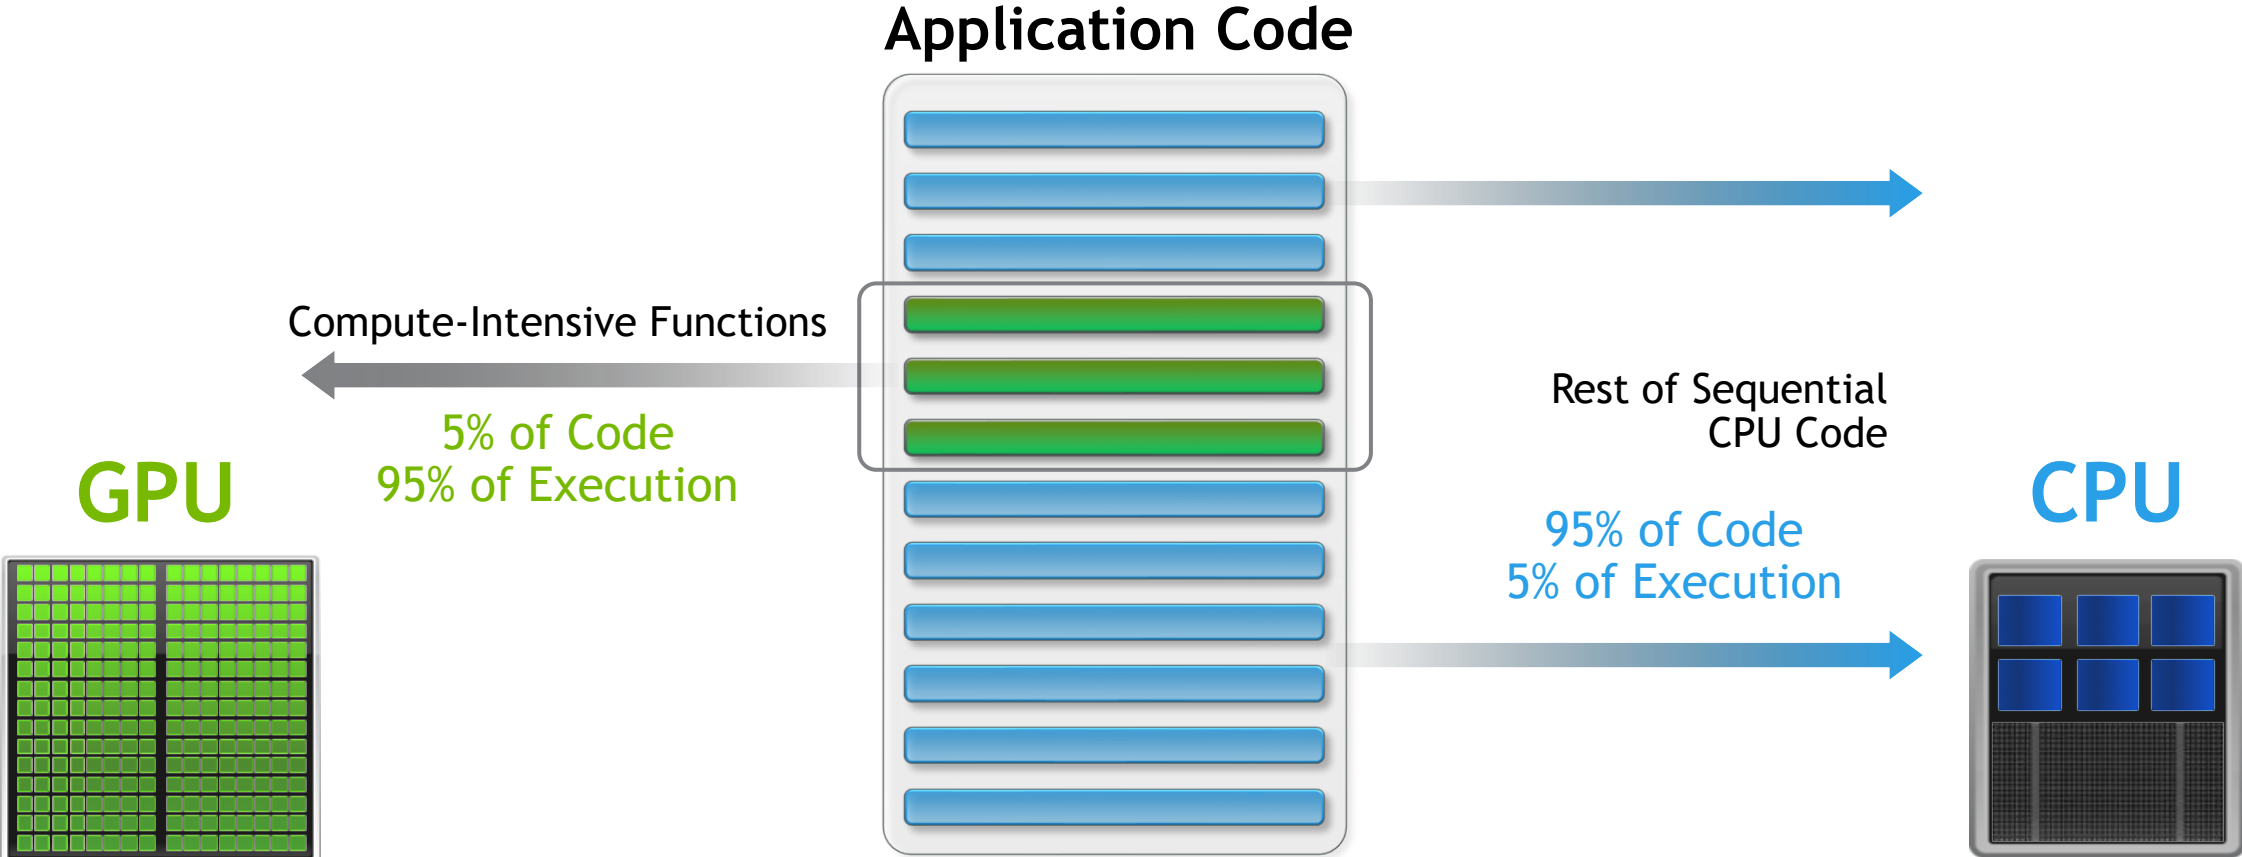 Application Code
Compute-Intensive Functions
5% of Code
95% of Execution
GPU
Rest of Sequential
CPU Code
95% of Code
5% of Execution
CPU